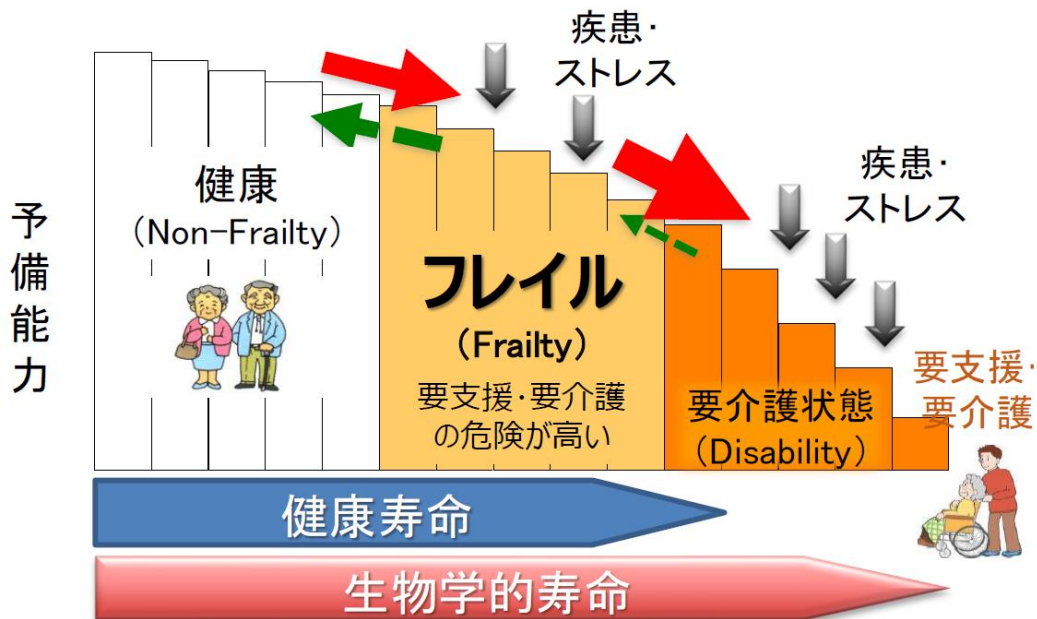 疾患･
ストレス
疾患･
ストレス
予備能力
健康
(Non-Frailty)
フレイル
(Frailty)
要支援･要介護
の危険が高い
要介護状態
(Disability)
要支援･
要介護
健康寿命
生物学的寿命